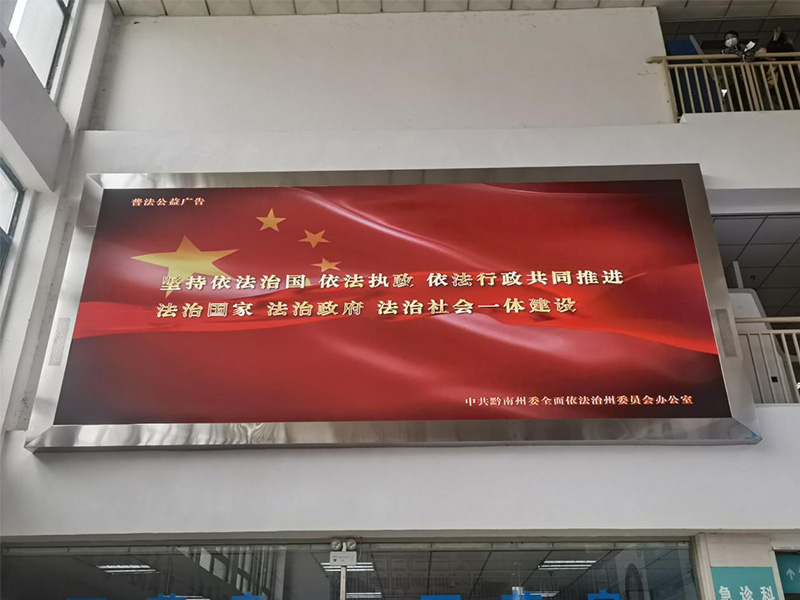 普法公益广告
坚持依法治国 依法执政 依法行政共同推进
法治国家 法治政府 法治社会一体建设
中共黔南州委全面依法治州委员会办公室
急诊科